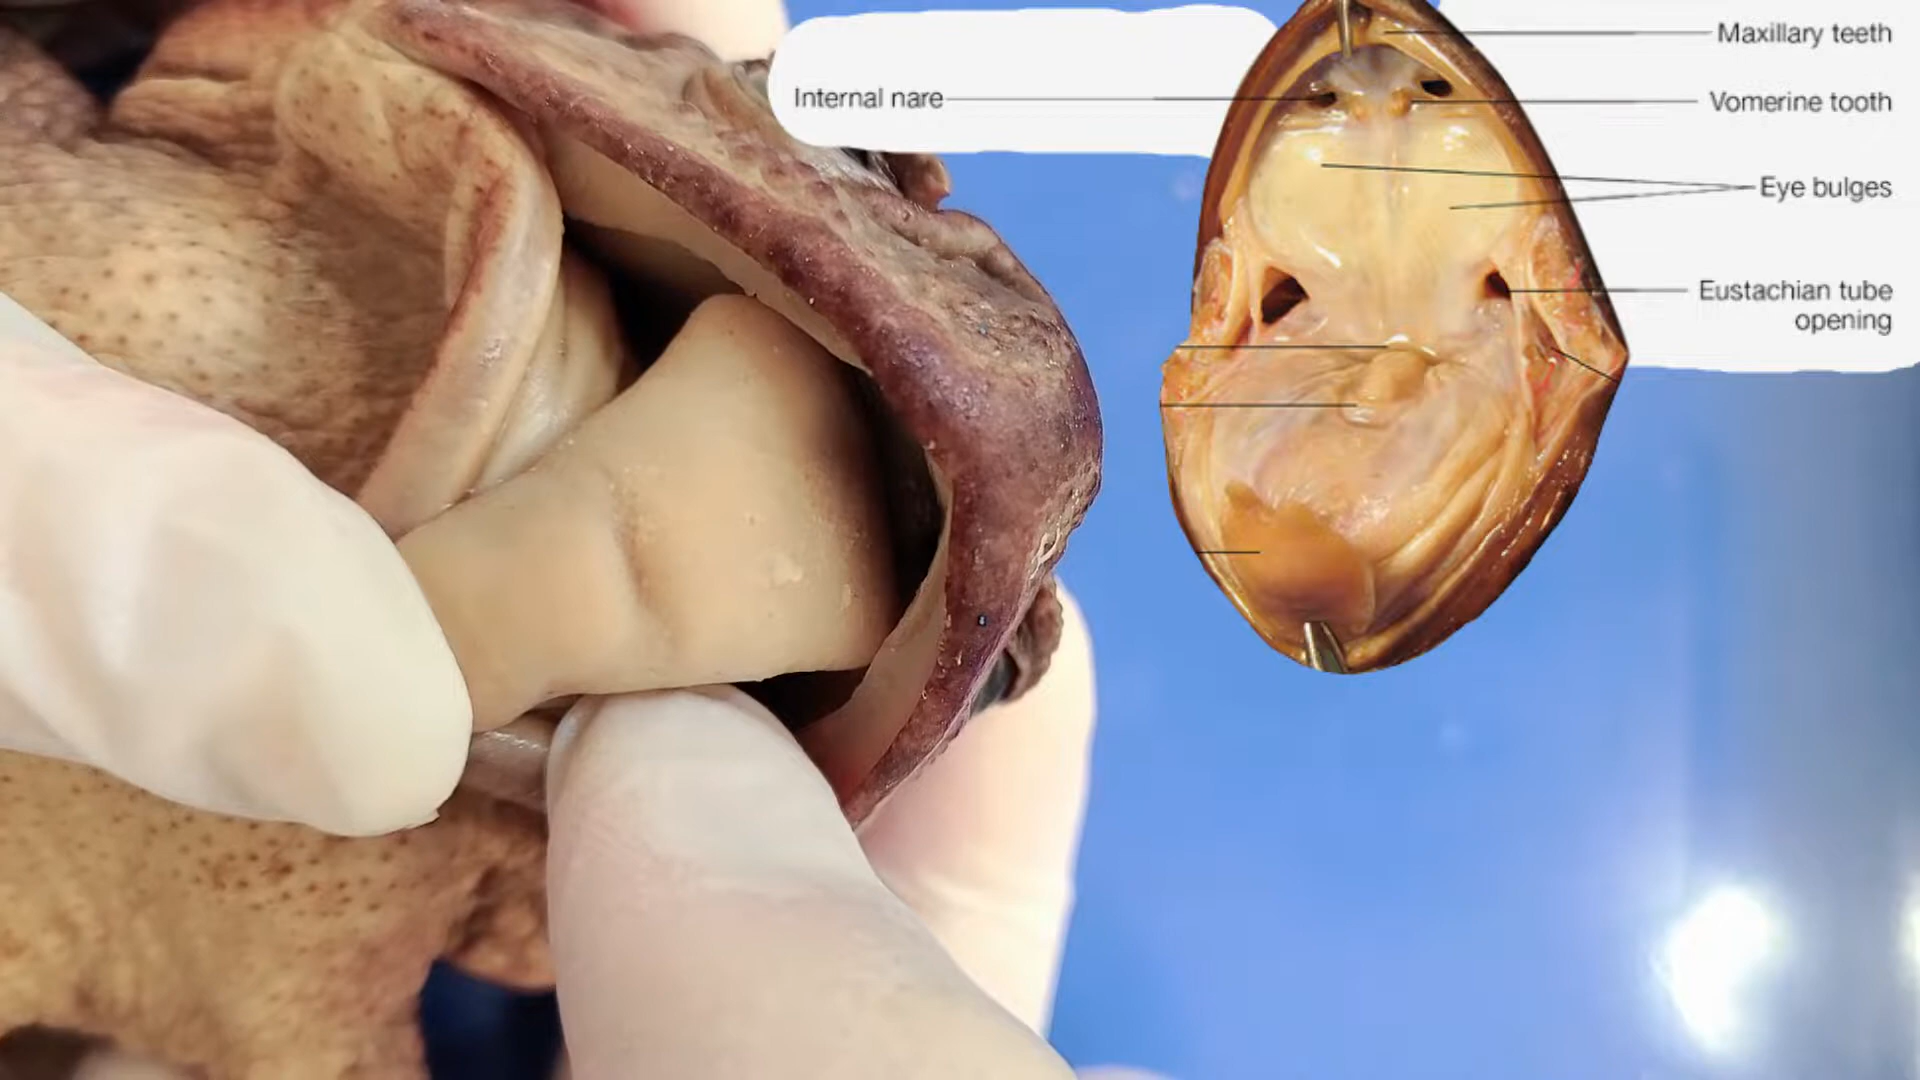 Maxillary teeth
Internal nare
Vomerine tooth
Eye bulges
Eustachian tube
opening